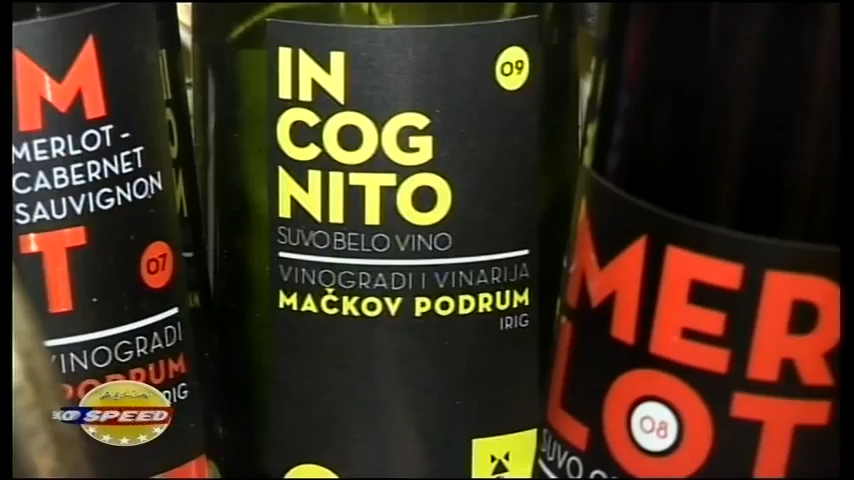 M
MERLOT -
CABERNET
SAUVIGNON
T
07
VINOGRADI
PODRUM
IRIG
IN
09
COG
NITO
SUVO BELO VINO
VINOGRADI I VINARIJA
MAČKOV PODRUM
IRIG
MER
LOT
08
SUVO
SPEED